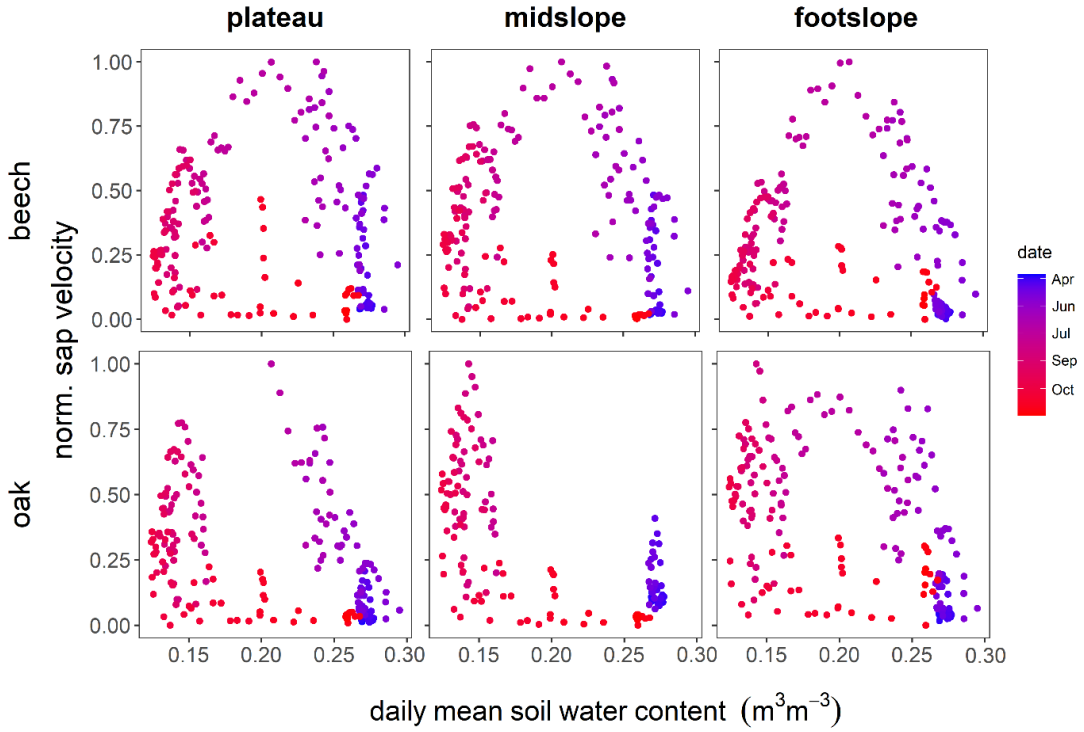 plateau midslope footslope
beech
1.00
0.75
0.50
0.25
0.00
oak
1.00
0.75
0.50
0.25
0.00
norm. sap velocity
0.15 0.20 0.25 0.30 0.15 0.20 0.25 0.30 0.15 0.20 0.25 0.30
daily mean soil water content (m³m⁻³)
date
Apr
Jun
Jul
Sep
Oct